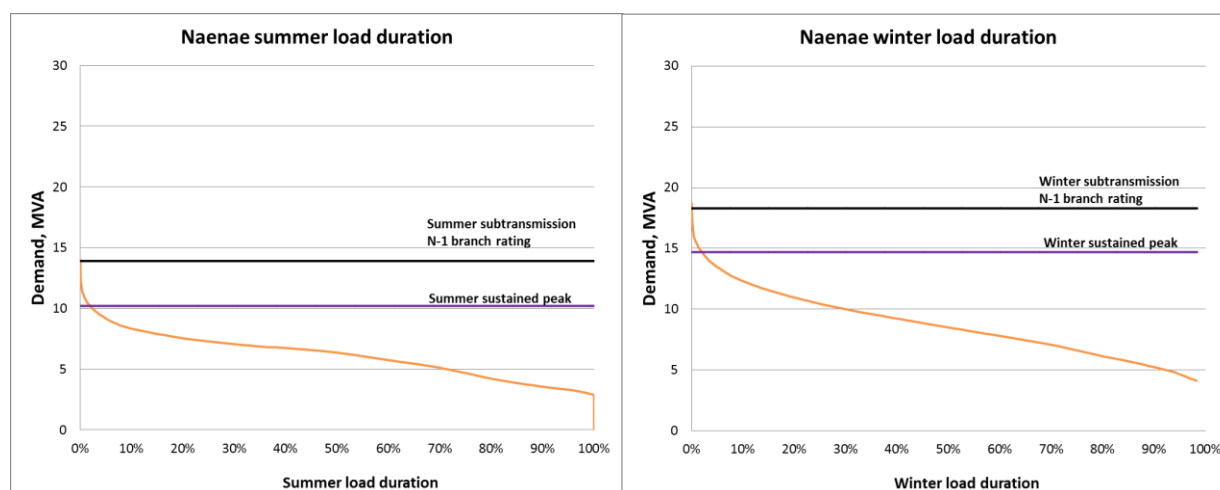 Naenae summer load duration
30
25
20
15
10
5
0
Demand, MVA
Summer subtransmission
N-1 branch rating
Summer sustained peak
0% 10% 20% 30% 40% 50% 60% 70% 80% 90% 100%
Summer load duration
Naenae winter load duration
30
25
20
15
10
5
0
Demand, MVA
Winter subtransmission
N-1 branch rating
Winter sustained peak
0% 10% 20% 30% 40% 50% 60% 70% 80% 90% 100%
Winter load duration